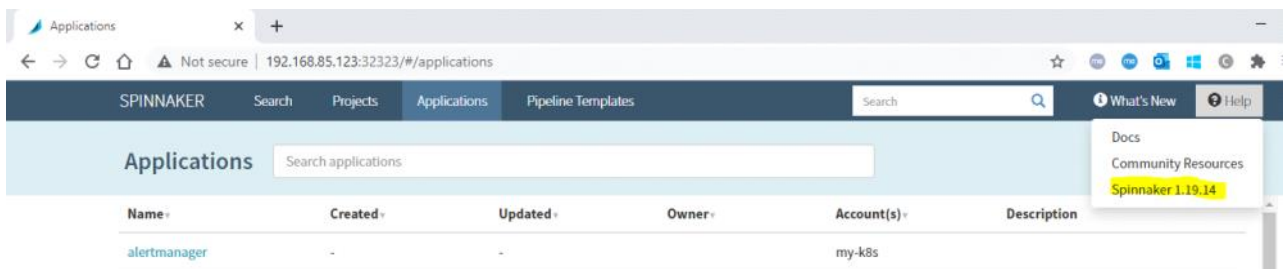 Applications
Not secure | 192.168.85.123:32323/#/applications
SPINNAKER Search Projects Applications Pipeline Templates Search What's New Help
Docs
Community Resources
Spinnaker 1.19.14
Applications Search applications
Name Created Updated Owner Account(s) Description
alertmanager - - my-k8s